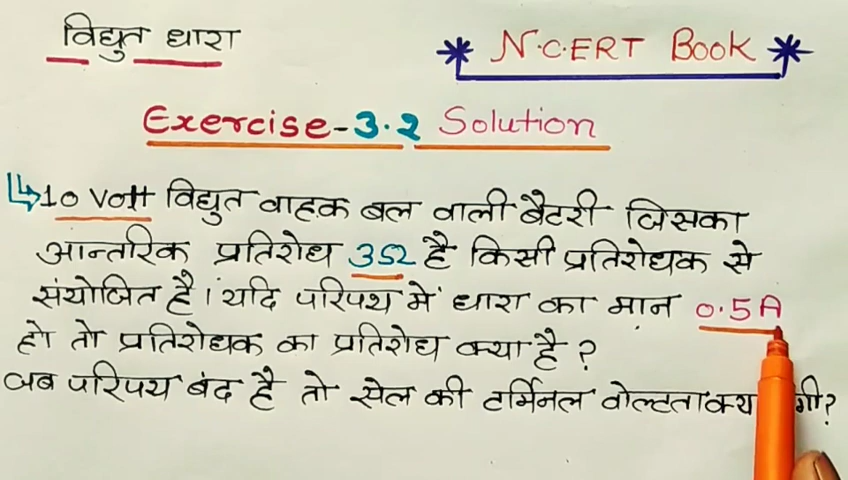 विद्युत धारा
* N.C.ERT Book *
Exercise-3.2 Solution
↳10 Volt विद्युत वाहक बल वाली बैटरी जिसका
आन्तरिक प्रतिरोध 3Ω है किसी प्रतिरोधक से
संयोजित है। यदि परिपथ में धारा का मान 0.5A
हो तो प्रतिरोधक का प्रतिरोध क्या है?
जब परिपथ बंद है तो सेल की टर्मिनल वोल्टता